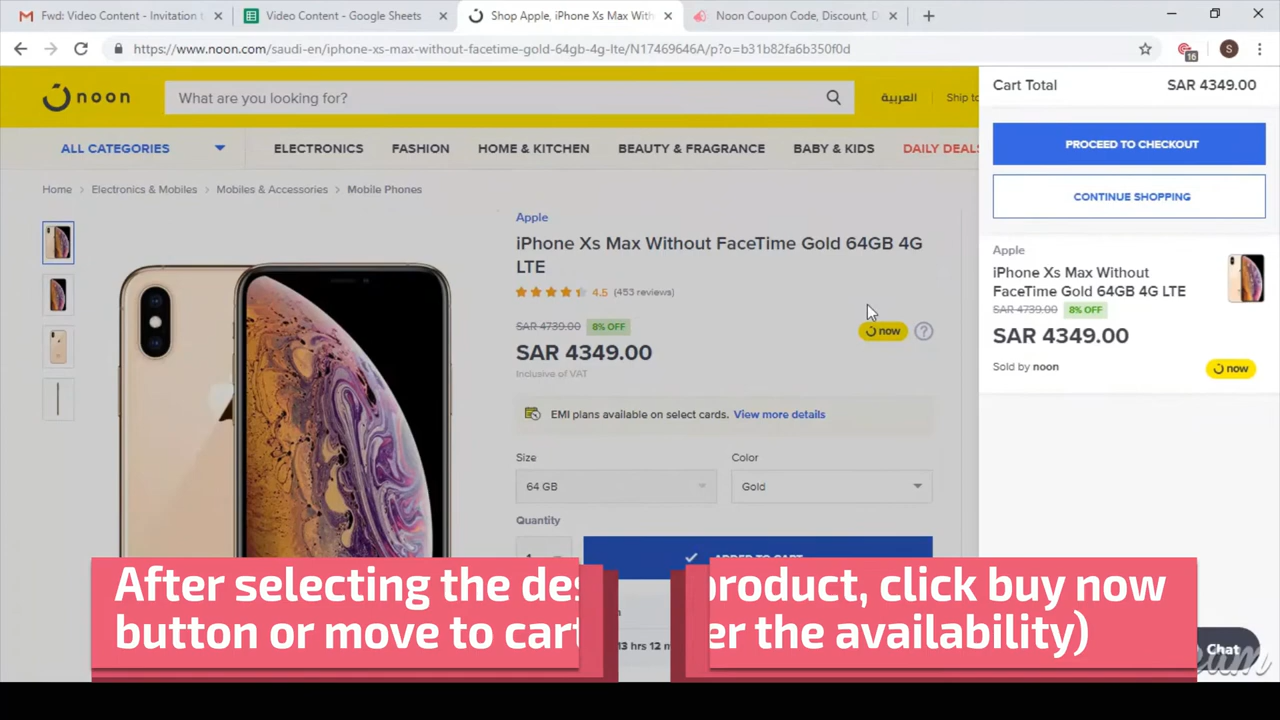 Fwd: Video Content - Invitation t
Video Content - Google Sheets
Shop Apple, iPhone Xs Max With
Noon Coupon Code, Discount, D
https://www.noon.com/saudi-en/iphone-xs-max-without-facetime-gold-64gb-4g-lte/N17469646A/p?o=b31b82fa6b350f0d
16
S
noon
What are you looking for?
العربية
Ship to
ALL CATEGORIES
ELECTRONICS
FASHION
HOME & KITCHEN
BEAUTY & FRAGRANCE
BABY & KIDS
DAILY DEALS
Home > Electronics & Mobiles > Mobiles & Accessories > Mobile Phones
Apple
iPhone Xs Max Without FaceTime Gold 64GB 4G
LTE
4.5 (453 reviews)
SAR 4739.00 8% OFF
now ?
SAR 4349.00
Inclusive of VAT
EMI plans available on select cards. View more details
Size
Color
64 GB
Gold
Quantity
ADDED TO CART
13 hrs 12 m
Cart Total SAR 4349.00
PROCEED TO CHECKOUT
CONTINUE SHOPPING
Apple
iPhone Xs Max Without
FaceTime Gold 64GB 4G LTE
SAR 4739.00 8% OFF
SAR 4349.00
Sold by noon
now
Chat
After selecting the des product, click buy now
button or move to cart er the availability)